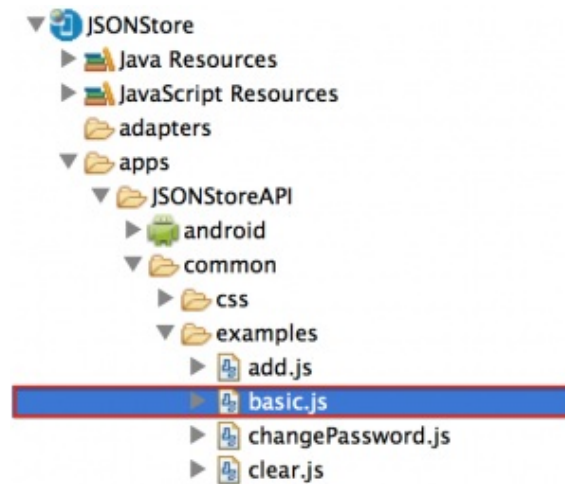 JSONStore
Java Resources
JavaScript Resources
adapters
apps
JSONStoreAPI
android
common
css
examples
add.js
basic.js
changePassword.js
clear.js